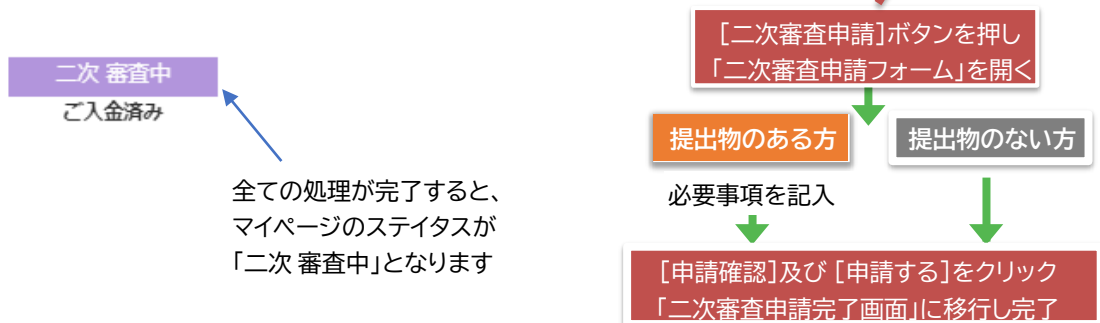 二次 審査中
ご入金済み
全ての処理が完了すると、
マイページのステイタスが
「二次 審査中」となります
［二次審査申請］ボタンを押し
「二次審査申請フォーム」を開く
提出物のある方
提出物のない方
必要事項を記入
［申請確認］及び ［申請する］をクリック
「二次審査申請完了画面」に移行し完了